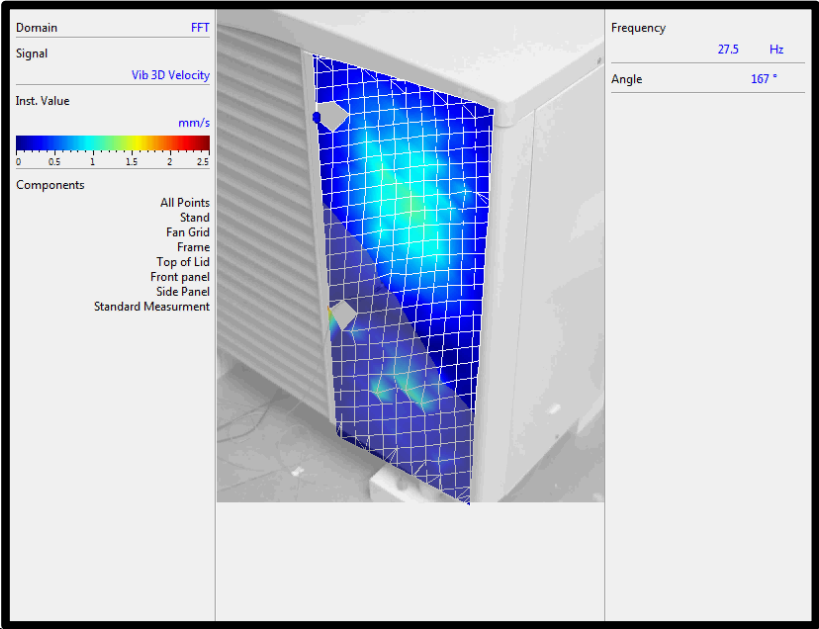 Domain FFT
Signal
Vib 3D Velocity
Inst. Value
mm/s
0 0.5 1 1.5 2 2.5
Components
All Points
Stand
Fan Grid
Frame
Top of Lid
Front panel
Side Panel
Standard Measurment
Frequency
27.5 Hz
Angle 167 °